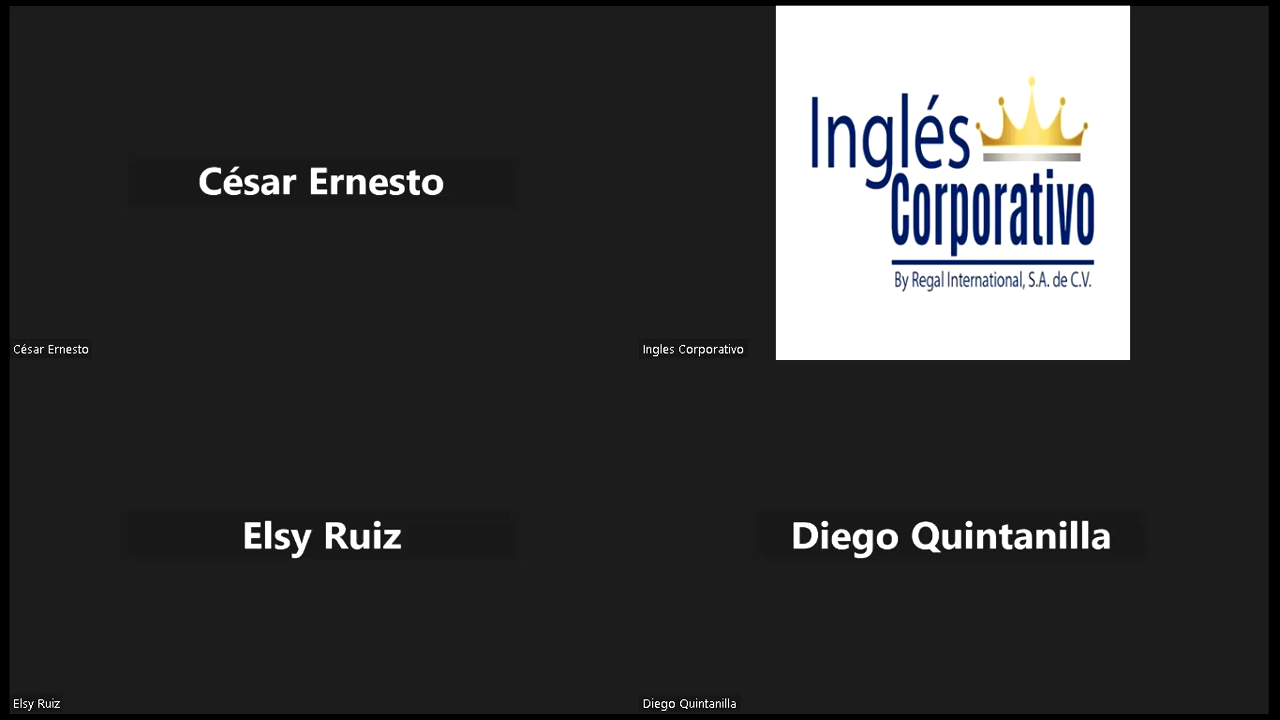 César Ernesto
Inglés
Corporativo
By Regal International, S.A. de C.V.
César Ernesto
Ingles Corporativo
Elsy Ruiz
Diego Quintanilla
Elsy Ruiz
Diego Quintanilla